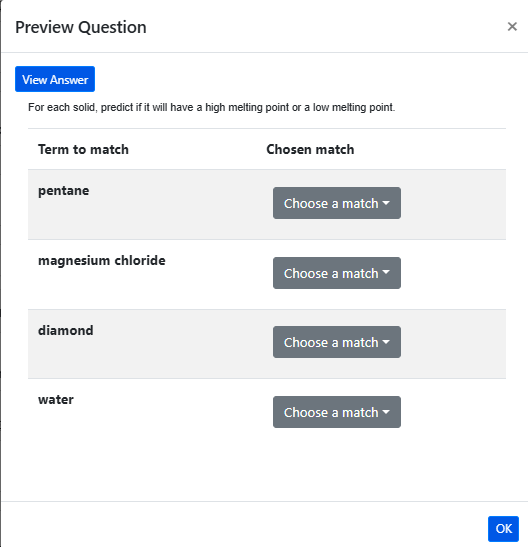 Preview Question ×
View Answer
For each solid, predict if it will have a high melting point or a low melting point.
Term to match Chosen match
pentane
Choose a match
magnesium chloride
Choose a match
diamond
Choose a match
water
Choose a match
OK